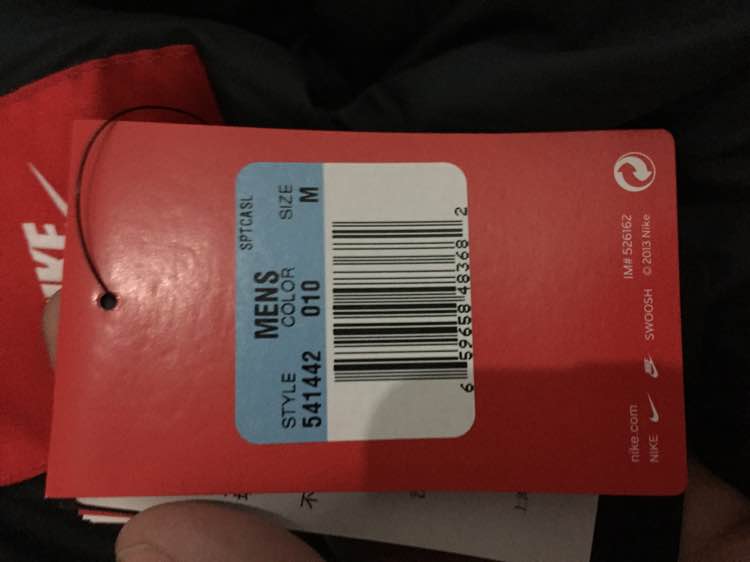 SPTCASL
MENS
STYLE COLOR SIZE
541442 010 M
6 59658 48368 2
nike.com
NIKE SWOOSH © 2013 Nike
IM# 526162